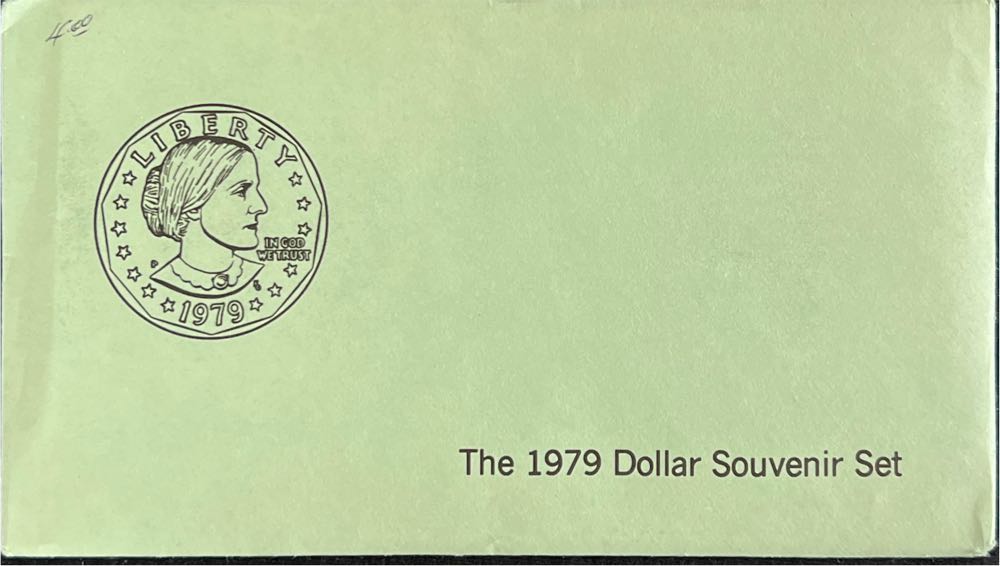 4.00
LIBERTY
IN GOD
WE TRUST
P
1979
The 1979 Dollar Souvenir Set